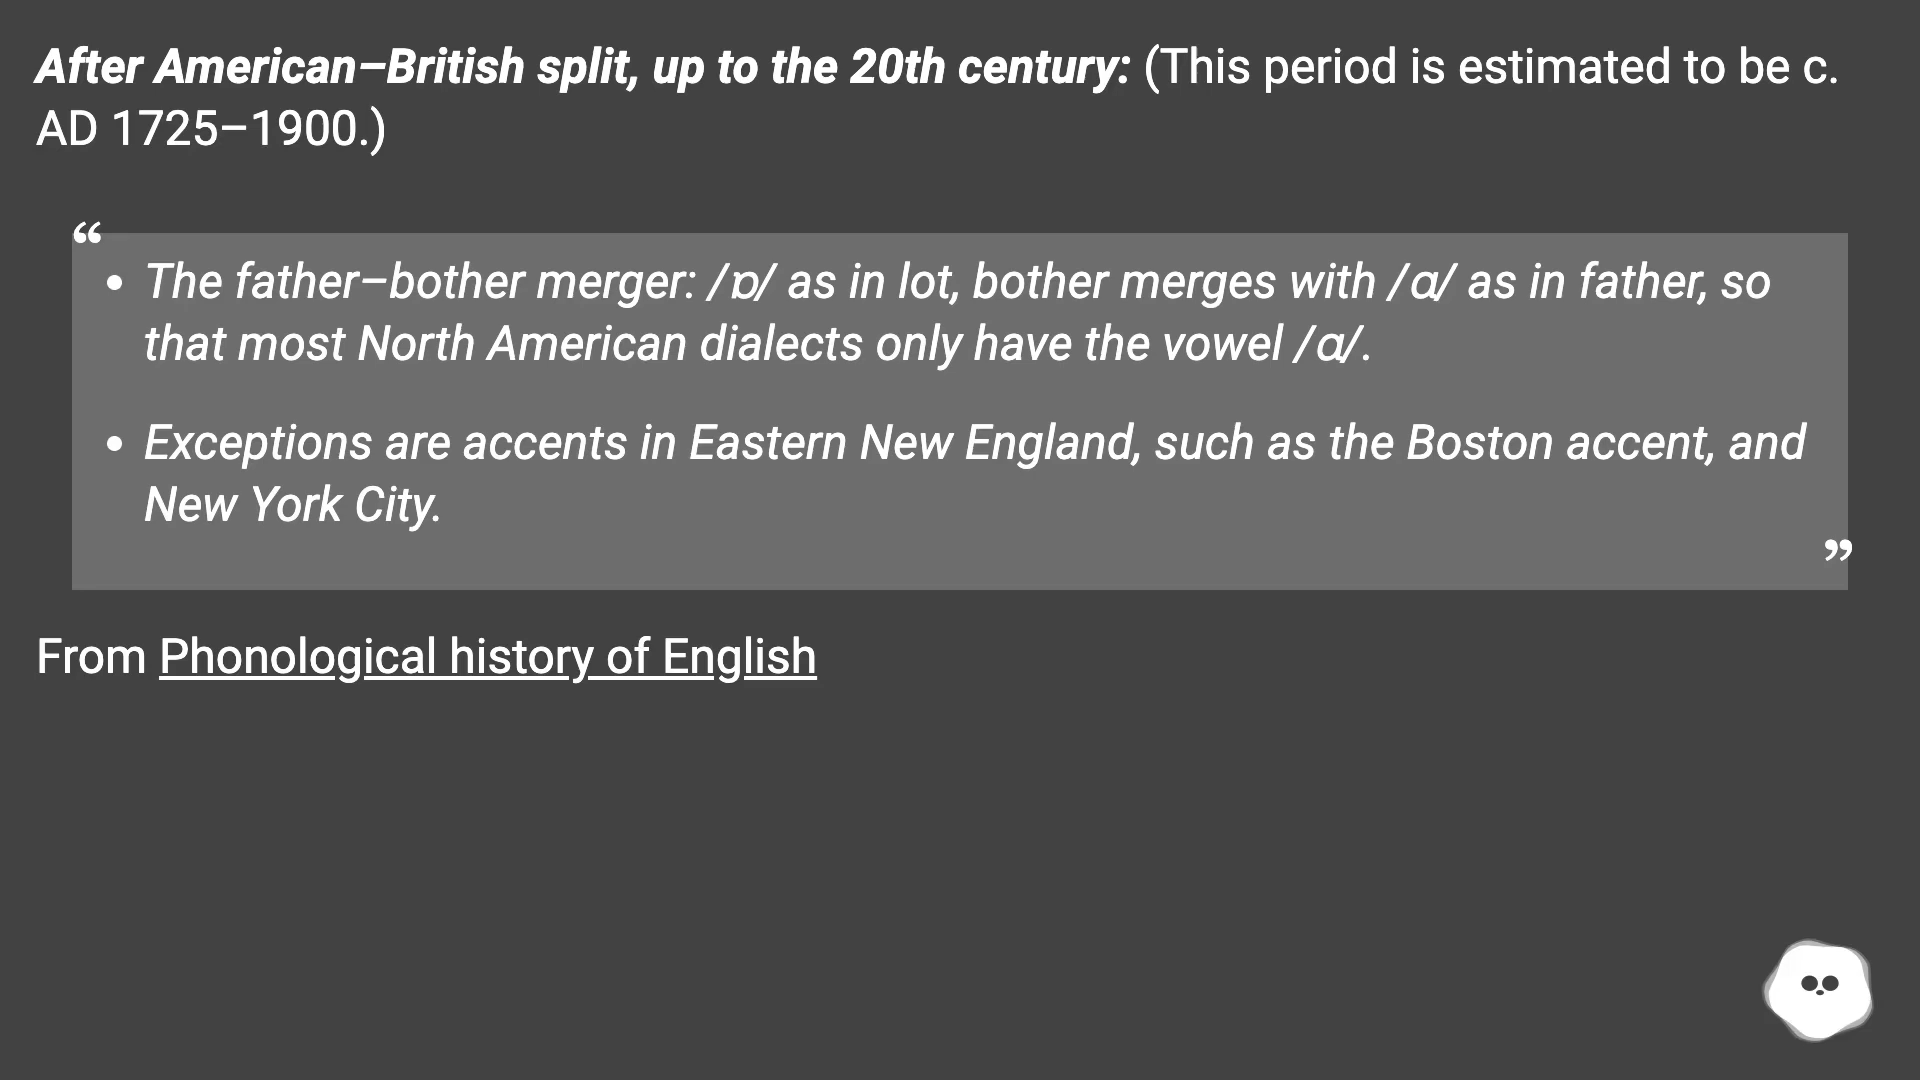 After American–British split, up to the 20th century: (This period is estimated to be c.
AD 1725–1900.)
“
• The father–bother merger: /ɒ/ as in lot, bother merges with /ɑ/ as in father, so
that most North American dialects only have the vowel /ɑ/.
• Exceptions are accents in Eastern New England, such as the Boston accent, and
New York City.
”
From Phonological history of English